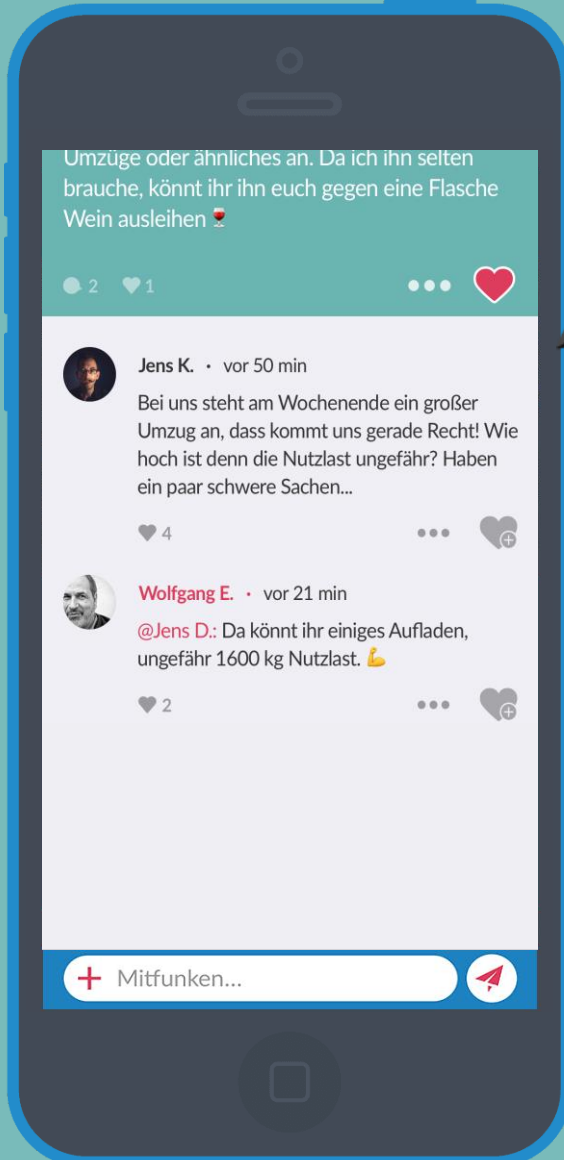 Umzüge oder ähnliches an. Da ich ihn selten
brauche, könnt ihr ihn euch gegen eine Flasche
Wein ausleihen 🍷
2 1
Jens K. · vor 50 min
Bei uns steht am Wochenende ein großer
Umzug an, dass kommt uns gerade Recht! Wie
hoch ist denn die Nutzlast ungefähr? Haben
ein paar schwere Sachen...
4
Wolfgang E. · vor 21 min
@Jens D.: Da könnt ihr einiges Aufladen,
ungefähr 1600 kg Nutzlast. 💪
2
+ Mitfunken...